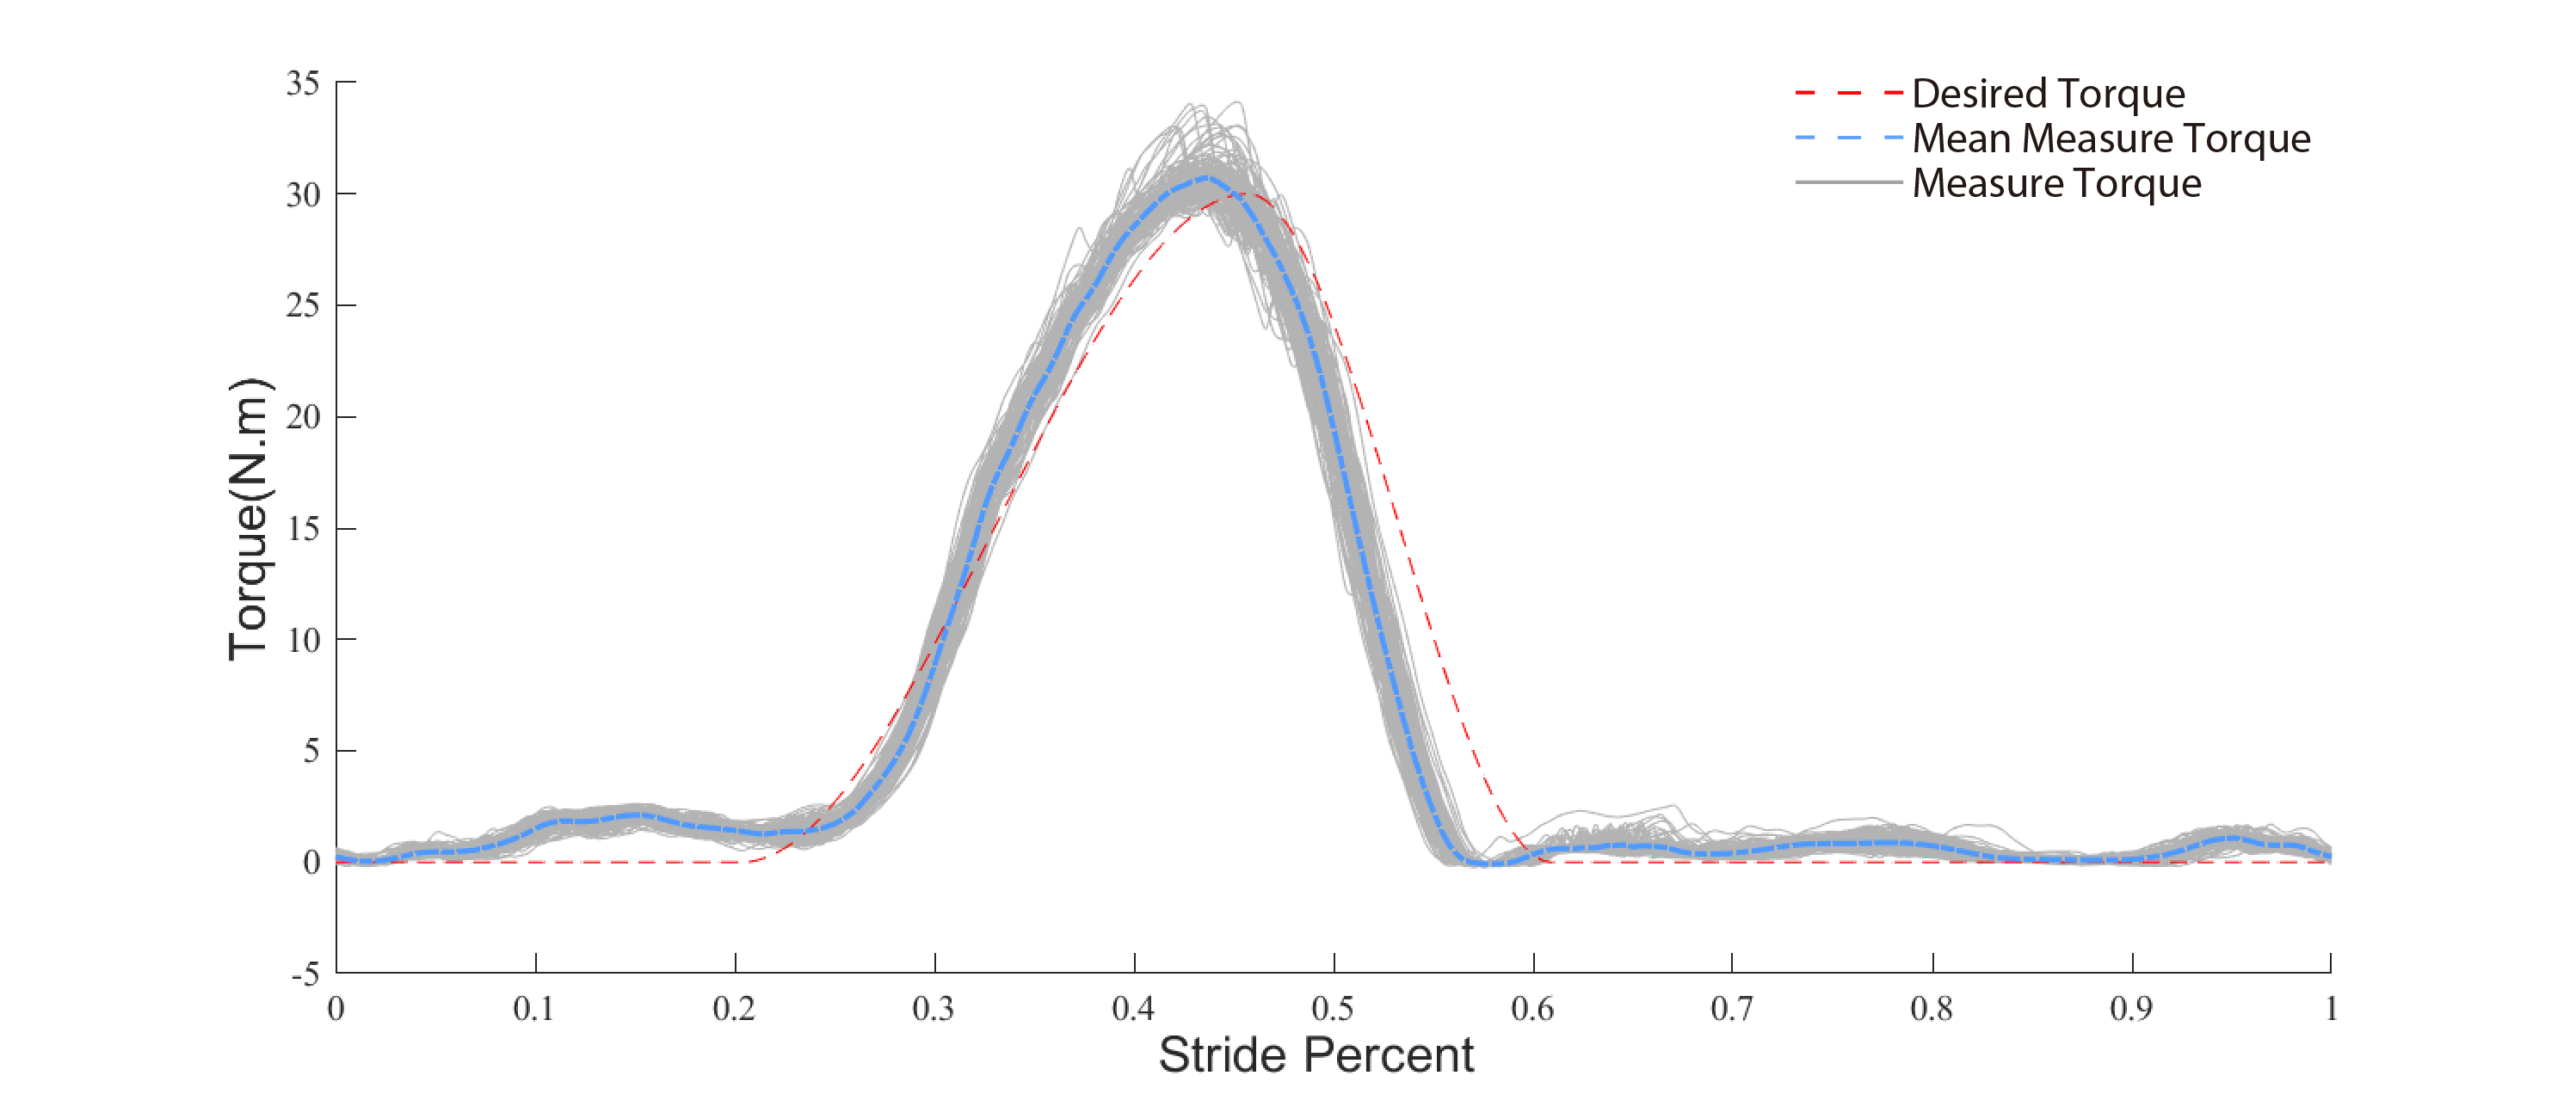 35
30
25
20
15
10
5
0
-5
Torque(N.m)
Desired Torque
Mean Measure Torque
Measure Torque
0 0.1 0.2 0.3 0.4 0.5 0.6 0.7 0.8 0.9 1
Stride Percent